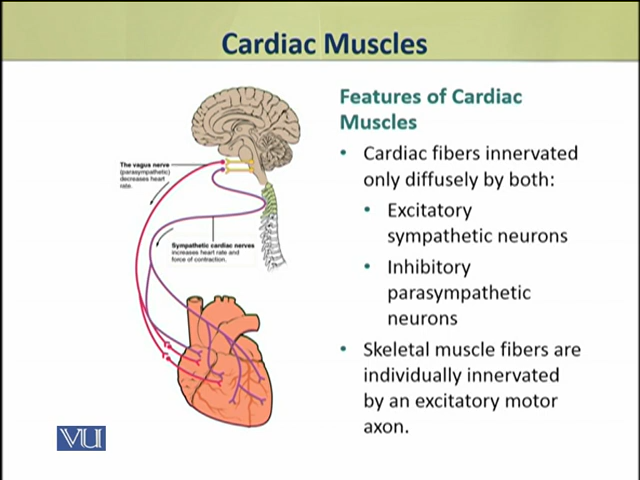 Cardiac Muscles
Features of Cardiac
Muscles
• Cardiac fibers innervated
only diffusely by both:
• Excitatory
sympathetic neurons
• Inhibitory
parasympathetic
neurons
• Skeletal muscle fibers are
individually innervated
by an excitatory motor
axon.
The vagus nerve
(parasympathetic)
decreases heart
rate.
Sympathetic cardiac nerves
increases heart rate and
force of contraction.
VU